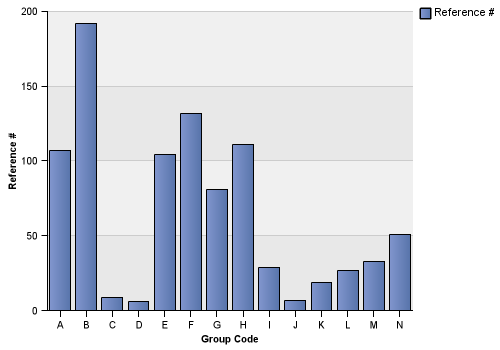 Reference #
200
150
100
50
0
Reference #
A B C D E F G H I J K L M N
Group Code